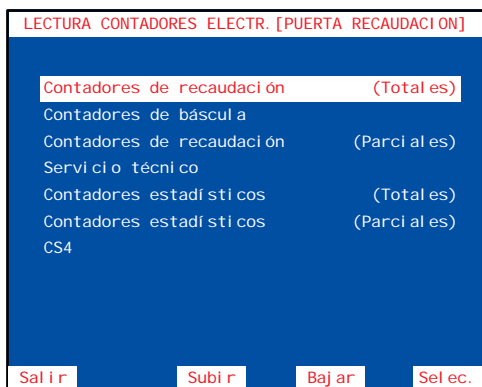 LECTURA CONTADORES ELECTR.[PUERTA RECAUDACION]
Contadores de recaudación (Totales)
Contadores de báscula
Contadores de recaudación (Parciales)
Servicio técnico
Contadores estadísticos (Totales)
Contadores estadísticos (Parciales)
CS4
Salir Subir Bajar Selec.